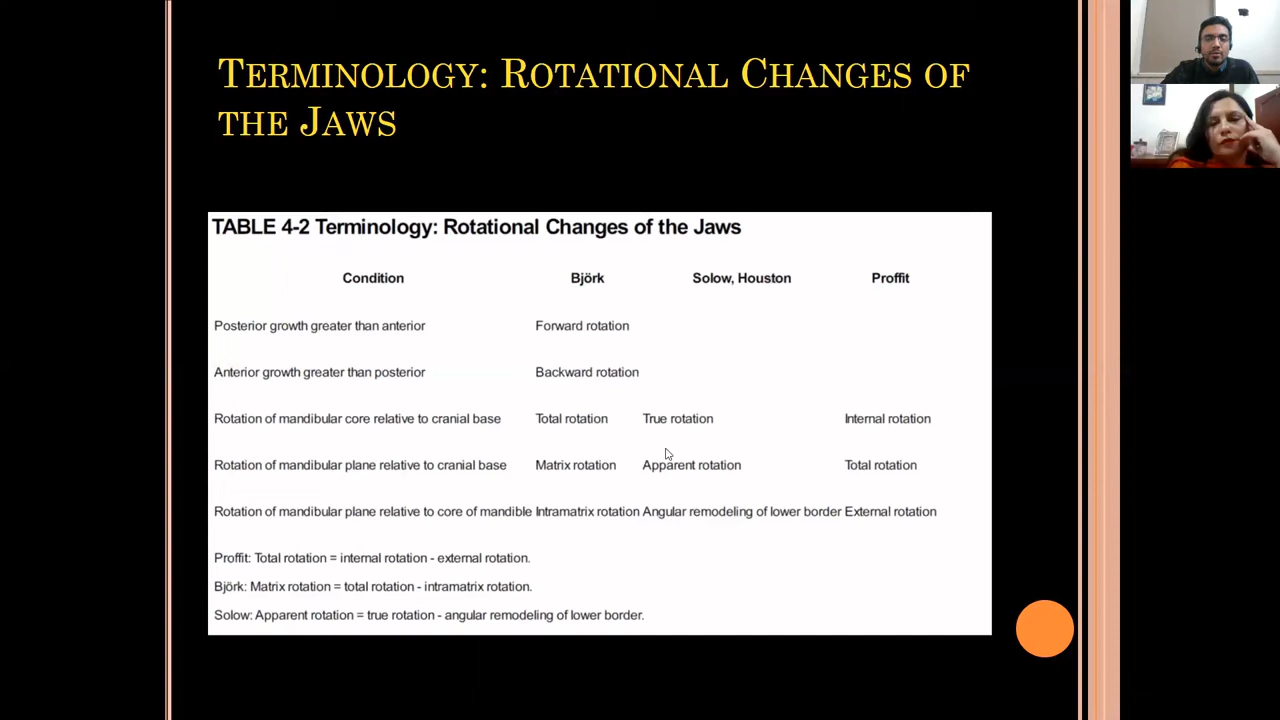 TERMINOLOGY: ROTATIONAL CHANGES OF
THE JAWS
TABLE 4-2 Terminology: Rotational Changes of the Jaws
Condition Björk Solow, Houston Proffit
Posterior growth greater than anterior Forward rotation
Anterior growth greater than posterior Backward rotation
Rotation of mandibular core relative to cranial base Total rotation True rotation Internal rotation
Rotation of mandibular plane relative to cranial base Matrix rotation Apparent rotation Total rotation
Rotation of mandibular plane relative to core of mandible Intramatrix rotation Angular remodeling of lower border External rotation
Proffit: Total rotation = internal rotation - external rotation.
Björk: Matrix rotation = total rotation - intramatrix rotation.
Solow: Apparent rotation = true rotation - angular remodeling of lower border.